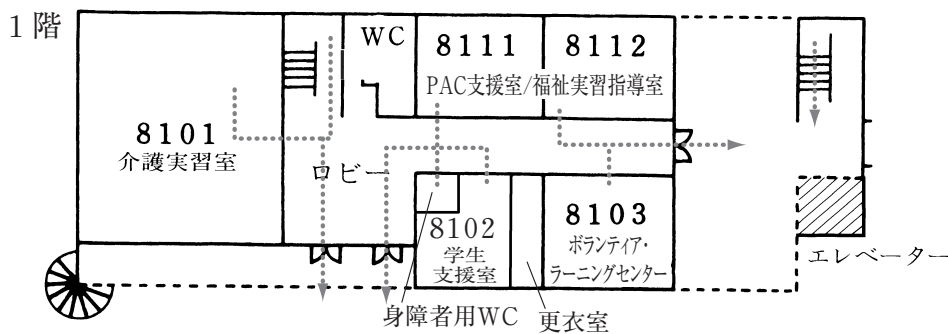 1階
WC
8111
8112
PAC支援室/福祉実習指導室
8101
介護実習室
ロビー
8102
学生
支援室
8103
ボランティア・
ラーニングセンター
エレベーター
身障者用WC
更衣室